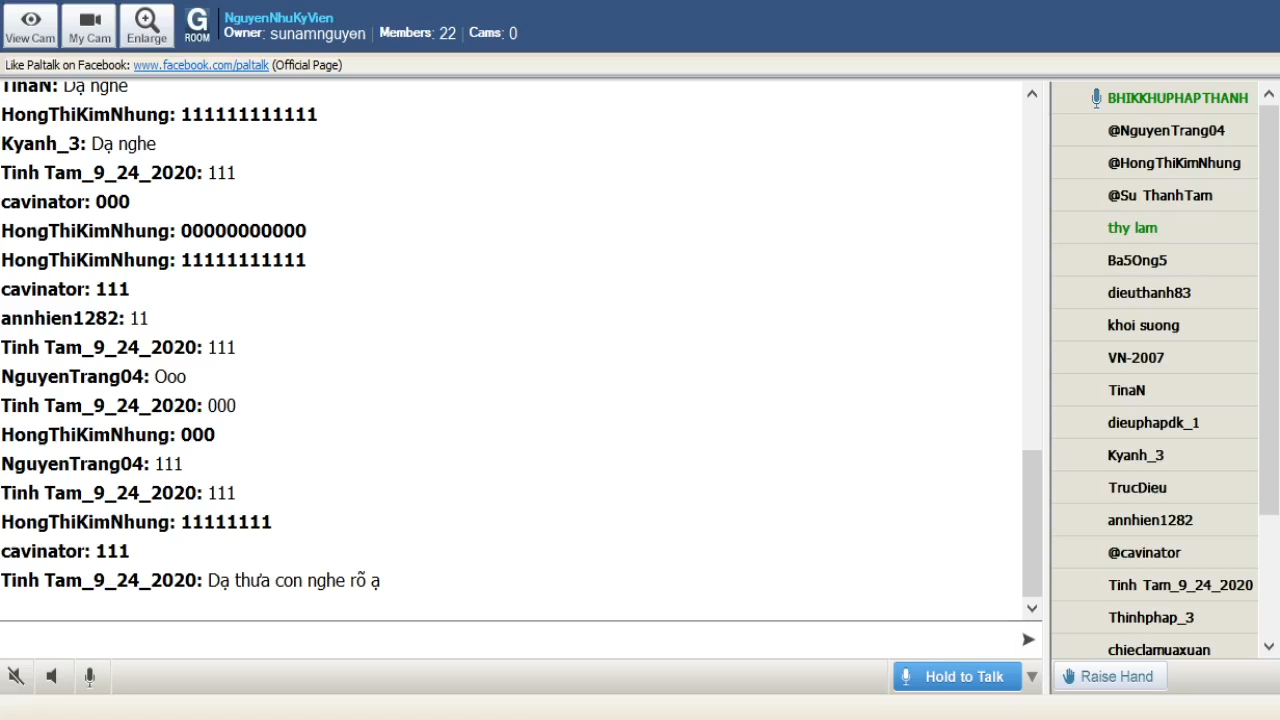 View Cam
My Cam
Enlarge
G
ROOM
NguyenNhuKyVien
Owner: sunamnguyen | Members: 22 | Cams: 0
Like Paltalk on Facebook: www.facebook.com/paltalk (Official Page)
TinaN: Dạ nghe
HongThiKimNhung: 111111111111
Kyanh_3: Dạ nghe
Tinh Tam_9_24_2020: 111
cavinator: 000
HongThiKimNhung: 00000000000
HongThiKimNhung: 11111111111
cavinator: 111
annhien1282: 11
Tinh Tam_9_24_2020: 111
NguyenTrang04: Ooo
Tinh Tam_9_24_2020: 000
HongThiKimNhung: 000
NguyenTrang04: 111
Tinh Tam_9_24_2020: 111
HongThiKimNhung: 11111111
cavinator: 111
Tinh Tam_9_24_2020: Dạ thưa con nghe rõ ạ
Hold to Talk
BHIKKHUPHAPTHANH
@NguyenTrang04
@HongThiKimNhung
@Su ThanhTam
thy lam
Ba5Ong5
dieuthanh83
khoi suong
VN-2007
TinaN
dieuphapdk_1
Kyanh_3
TrucDieu
annhien1282
@cavinator
Tinh Tam_9_24_2020
Thinhphap_3
chieclamuaxuan
Raise Hand